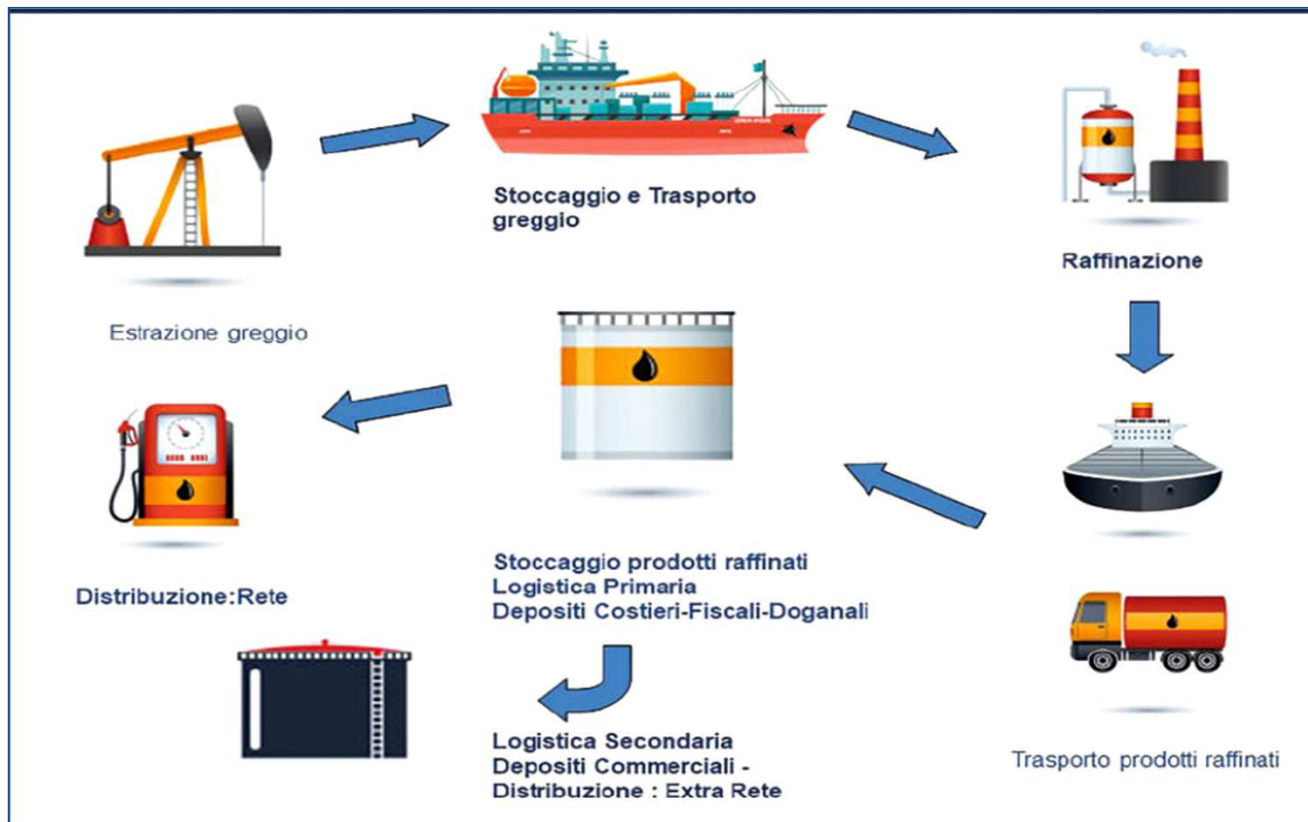 Stoccaggio e Trasporto
greggio
Raffinazione
Estrazione greggio
Stoccaggio prodotti raffinati
Logistica Primaria
Depositi Costieri-Fiscali-Doganali
Distribuzione:Rete
Logistica Secondaria
Depositi Commerciali -
Distribuzione : Extra Rete
Trasporto prodotti raffinati